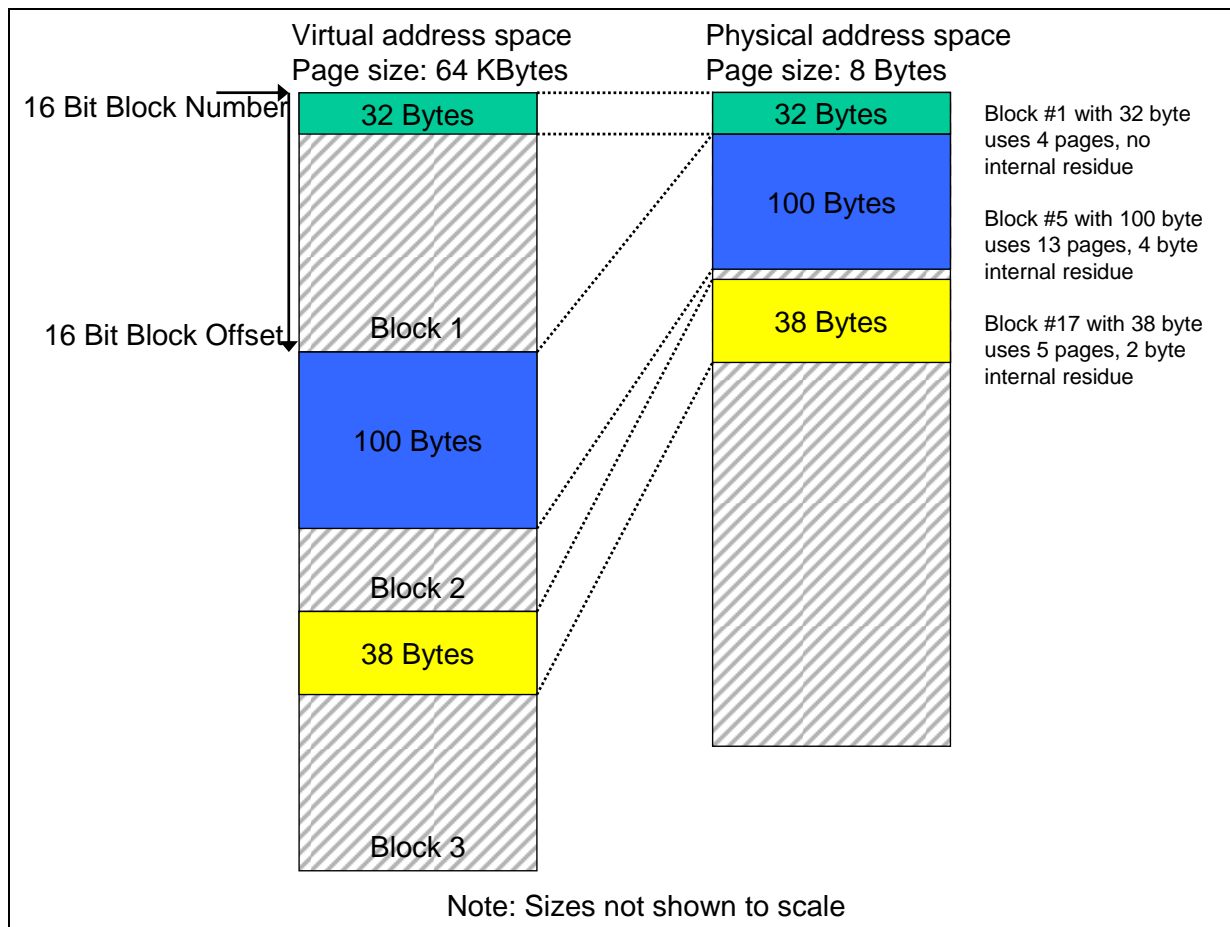 Virtual address space
Page size: 64 KBytes
Physical address space
Page size: 8 Bytes
16 Bit Block Number
32 Bytes
32 Bytes
Block #1 with 32 byte
uses 4 pages, no
internal residue
100 Bytes
Block #5 with 100 byte
uses 13 pages, 4 byte
internal residue
Block 1
16 Bit Block Offset
38 Bytes
Block #17 with 38 byte
uses 5 pages, 2 byte
internal residue
100 Bytes
Block 2
38 Bytes
Block 3
Note: Sizes not shown to scale